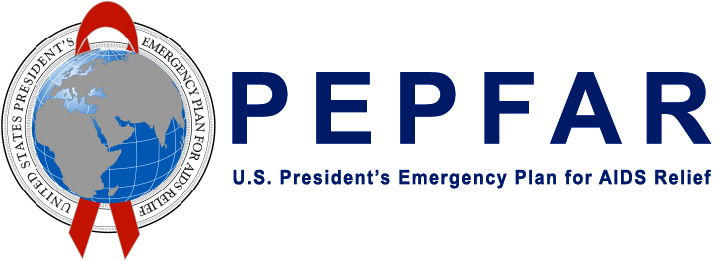 UNITED STATES PRESIDENT'S EMERGENCY PLAN FOR AIDS RELIEF
PEPFAR
U.S. President's Emergency Plan for AIDS Relief